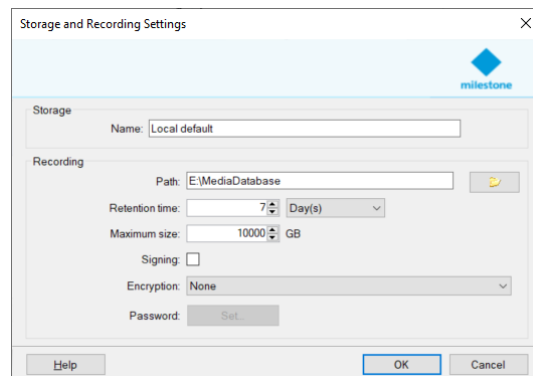 Storage and Recording Settings
milestone
Storage
Name: Local default
Recording
Path: E:\MediaDatabase
Retention time: 7 Day(s)
Maximum size: 10000 GB
Signing:
Encryption: None
Password: Set...
Help OK Cancel